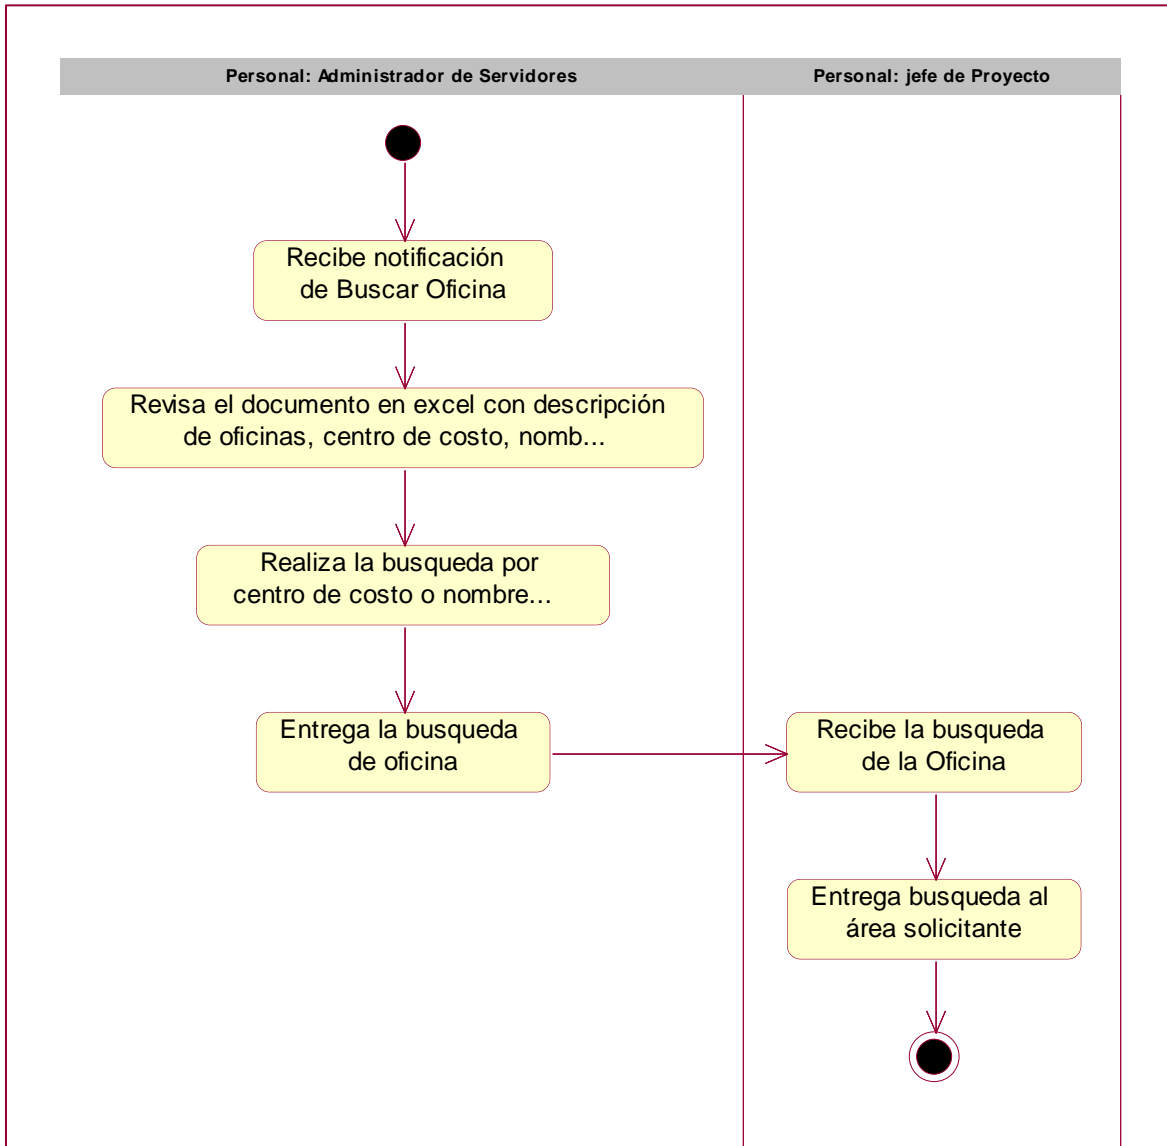 Personal: Administrador de Servidores
Personal: jefe de Proyecto
Recibe notificación
de Buscar Oficina
Revisa el documento en excel con descripción
de oficinas, centro de costo, nomb...
Realiza la busqueda por
centro de costo o nombre...
Entrega la busqueda
de oficina
Recibe la busqueda
de la Oficina
Entrega busqueda al
área solicitante